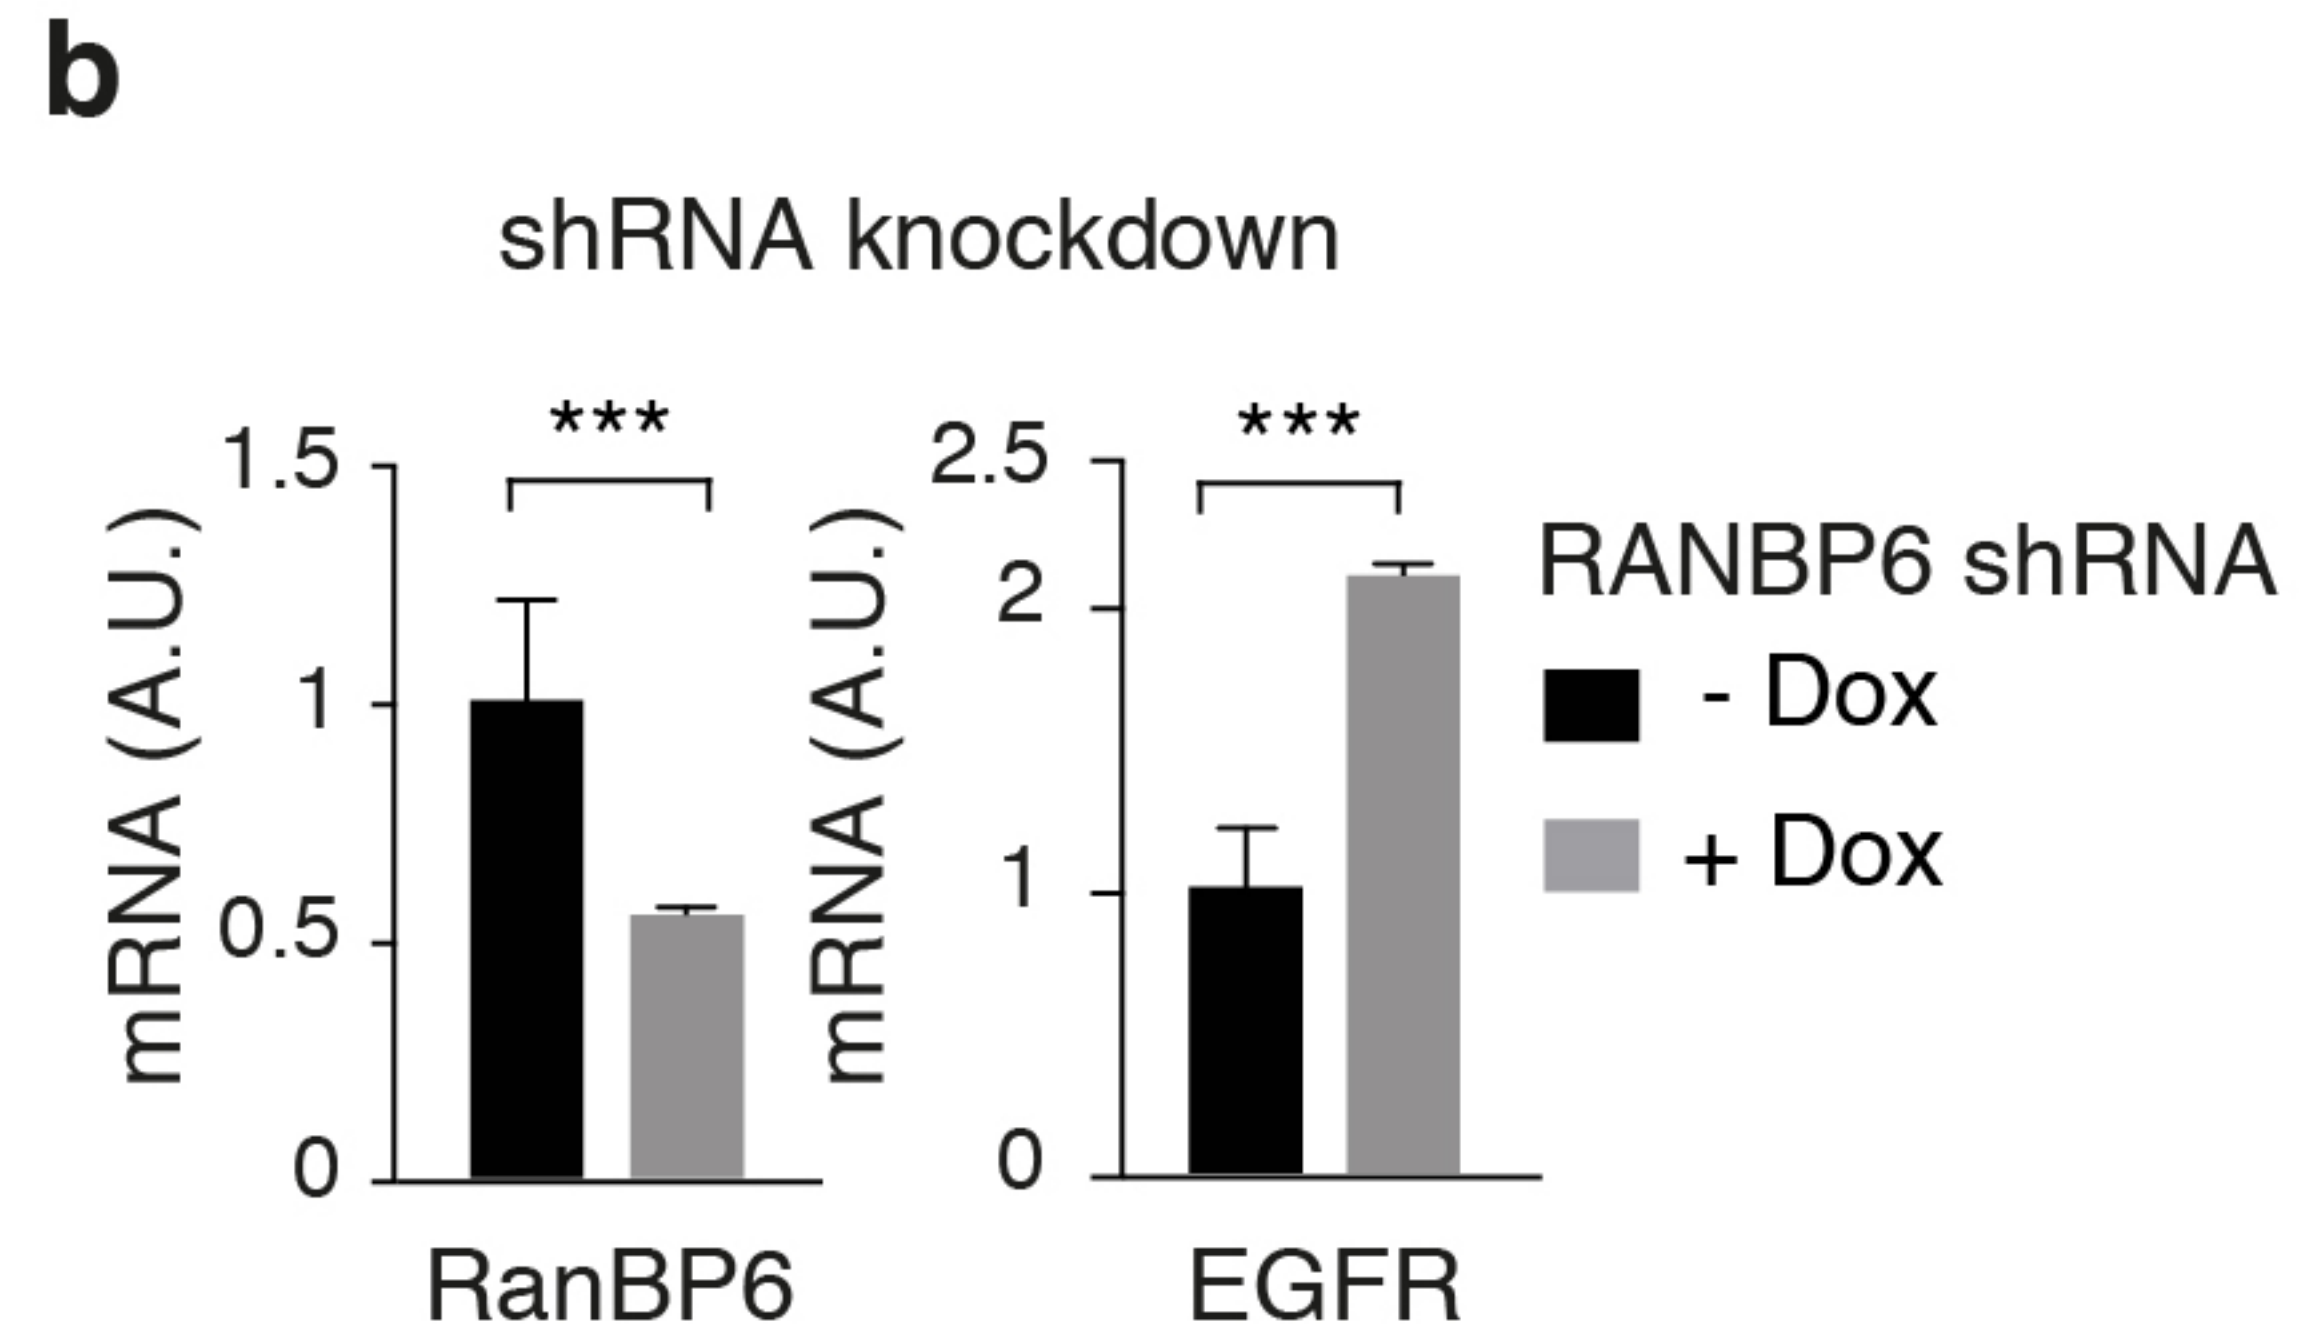 b
shRNA knockdown
mRNA (A.U.)
1.5
1
0.5
0
***
RanBP6
mRNA (A.U.)
2.5
2
1
0
***
EGFR
RANBP6 shRNA
- Dox
+ Dox